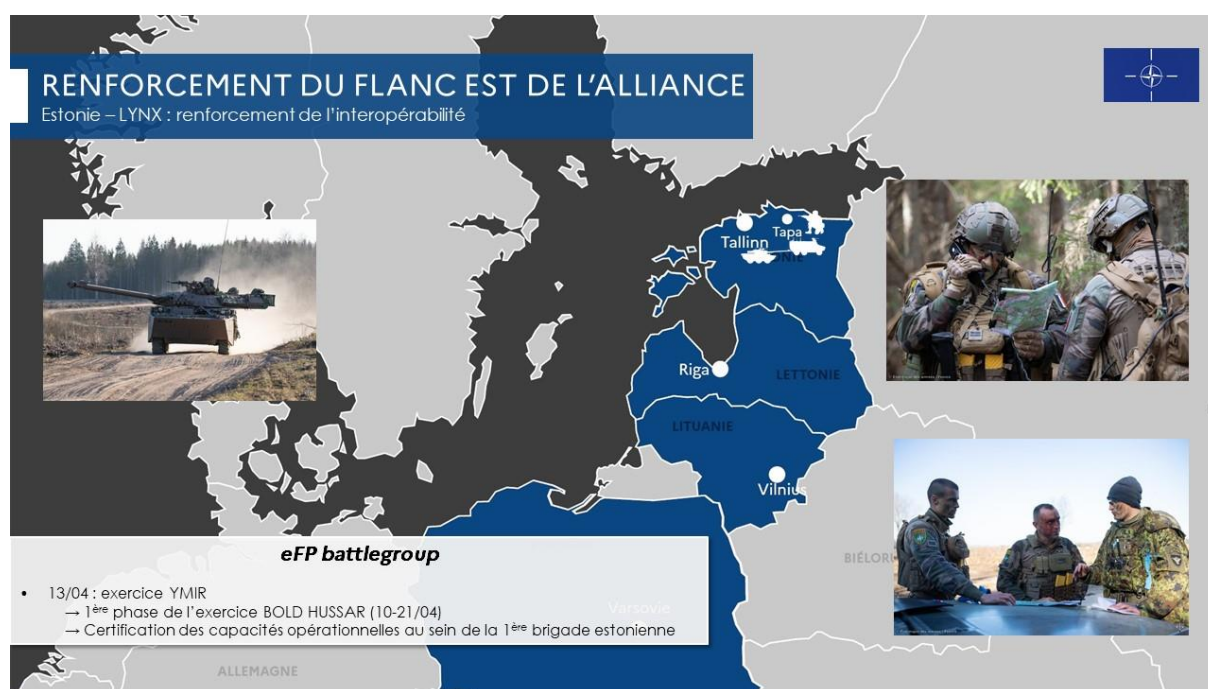 RENFORCEMENT DU FLANC EST DE L'ALLIANCE
Estonie – LYNX : renforcement de l'interopérabilité
Tallinn
Tapa
NIE
Riga
LETTONIE
LITUANIE
Vilnius
BIÉLOR
eFP battlegroup
• 13/04 : exercice YMIR
→ 1ère phase de l'exercice BOLD HUSSAR (10-21/04)
→ Certification des capacités opérationnelles au sein de la 1ère brigade estonienne
Varsovie
ALLEMAGNE